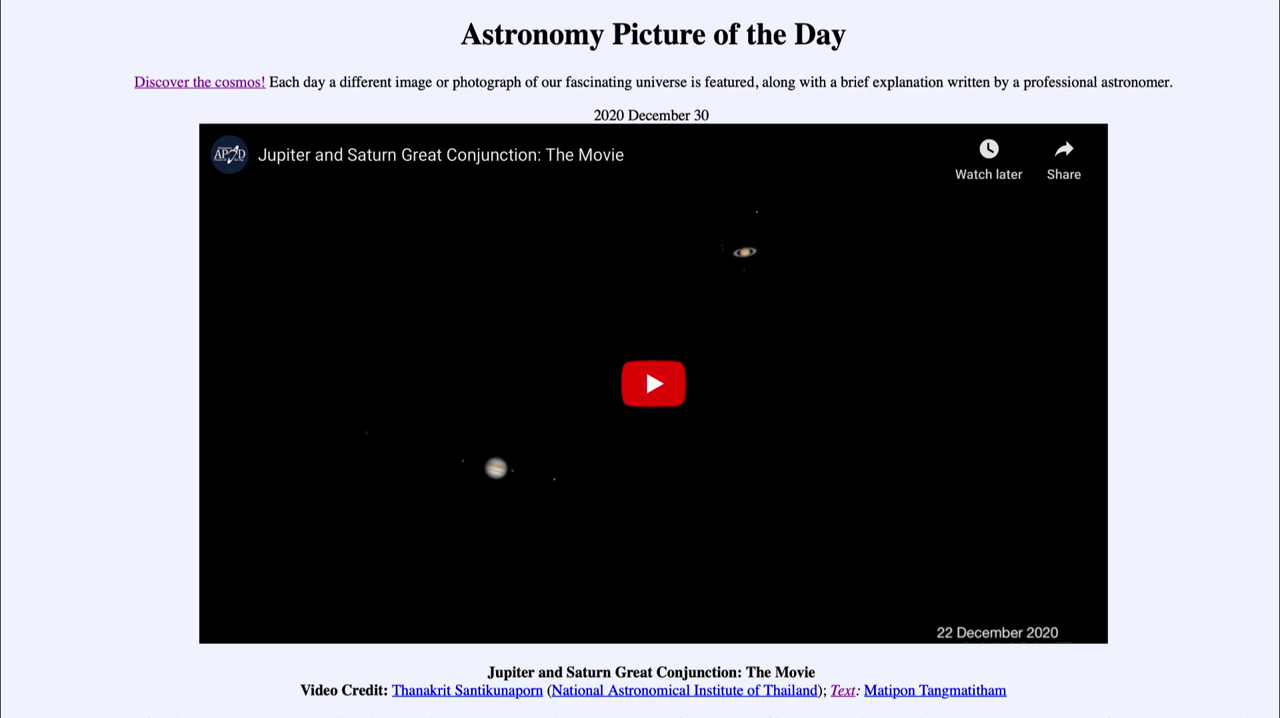 Astronomy Picture of the Day
Discover the cosmos! Each day a different image or photograph of our fascinating universe is featured, along with a brief explanation written by a professional astronomer.
2020 December 30
APOD
Jupiter and Saturn Great Conjunction: The Movie
Watch later
Share
22 December 2020
Jupiter and Saturn Great Conjunction: The Movie
Video Credit: Thanakrit Santikunaporn (National Astronomical Institute of Thailand); Text: Matipon Tangmatitham